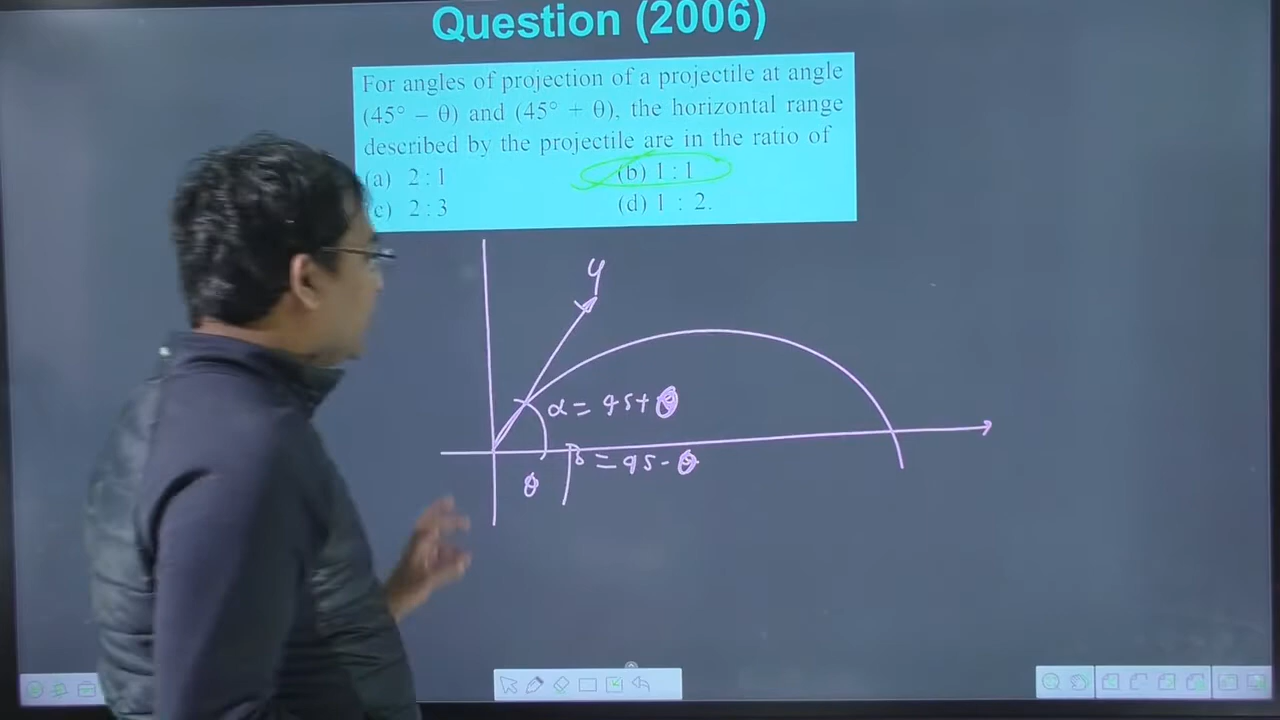 Question (2006)
For angles of projection of a projectile at angle
(45° − θ) and (45° + θ), the horizontal range
described by the projectile are in the ratio of
(a) 2 : 1 (b) 1 : 1
(c) 2 : 3 (d) 1 : 2.
α = 45+θ
β = 45-θ
θ